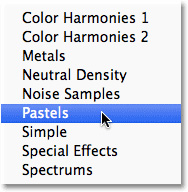 Color Harmonies 1
Color Harmonies 2
Metals
Neutral Density
Noise Samples
Pastels
Simple
Special Effects
Spectrums